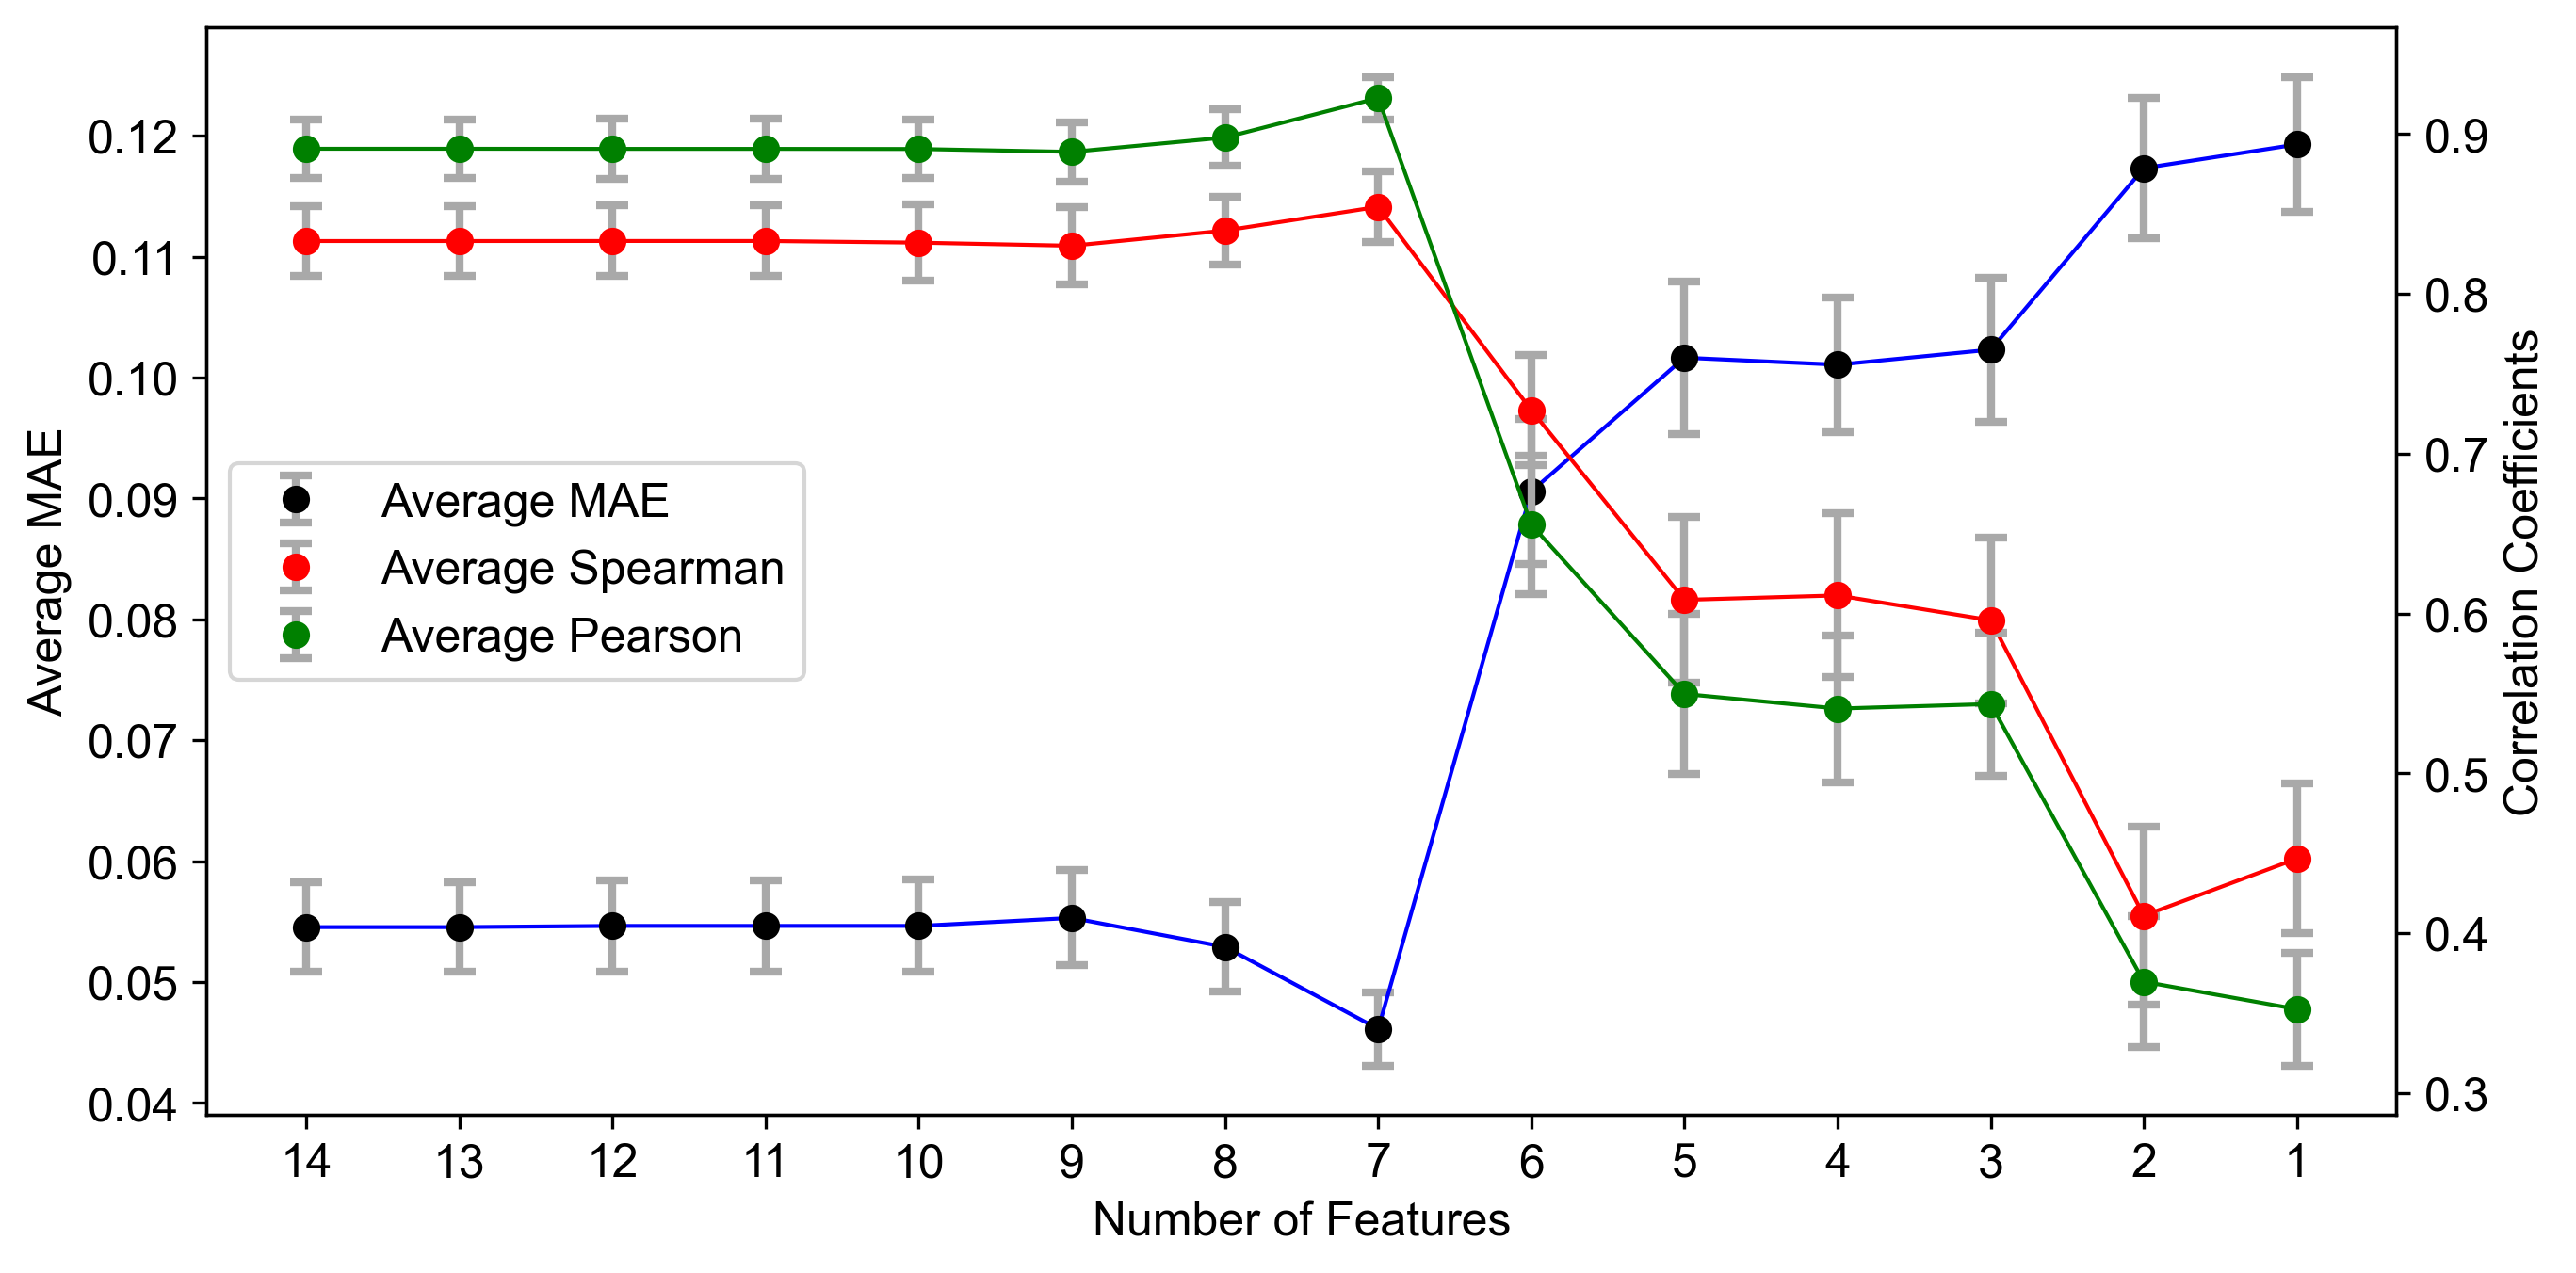 0.12
0.11
0.10
0.09
0.08
0.07
0.06
0.05
0.04
Average MAE
Average MAE
Average Spearman
Average Pearson
0.9
0.8
0.7
0.6
0.5
0.4
0.3
Correlation Coefficients
14 13 12 11 10 9 8 7 6 5 4 3 2 1
Number of Features